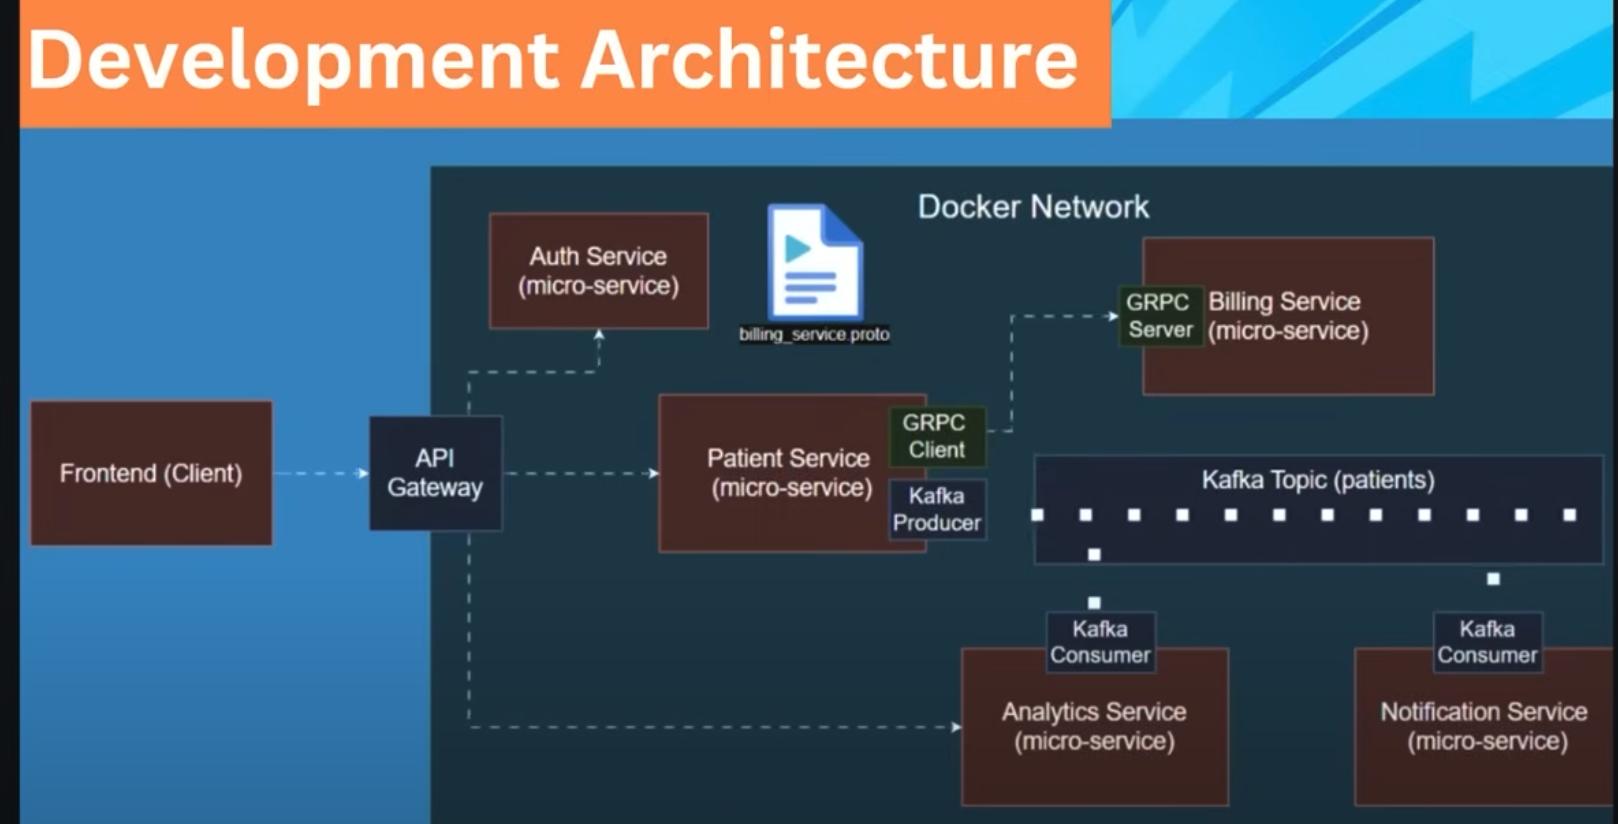 Development Architecture
Docker Network
Auth Service
(micro-service)
billing_service.proto
GRPC
Server
Billing Service
(micro-service)
Frontend (Client)
API
Gateway
Patient Service
(micro-service)
GRPC
Client
Kafka
Producer
Kafka Topic (patients)
Kafka
Consumer
Analytics Service
(micro-service)
Kafka
Consumer
Notification Service
(micro-service)